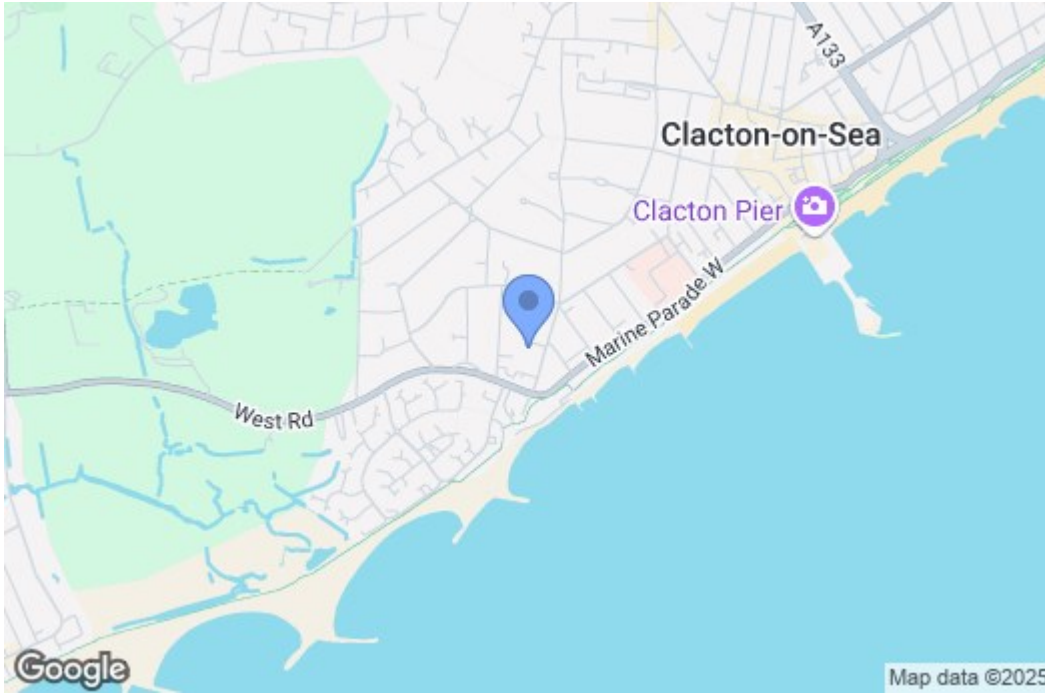 A133
Clacton-on-Sea
Clacton Pier
Marine Parade W
West Rd
Google
Map data ©2025